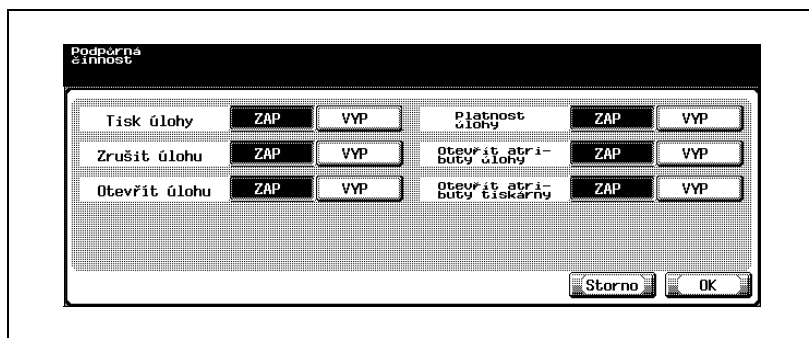 Podpůrná
činnost
Tisk úlohy ZAP VYP Platnost
úlohy ZAP VYP
Zrušit úlohu ZAP VYP Otevřít atri-
buty úlohy ZAP VYP
Otevřít úlohu ZAP VYP Otevřít atri-
buty tiskárny ZAP VYP
Storno OK